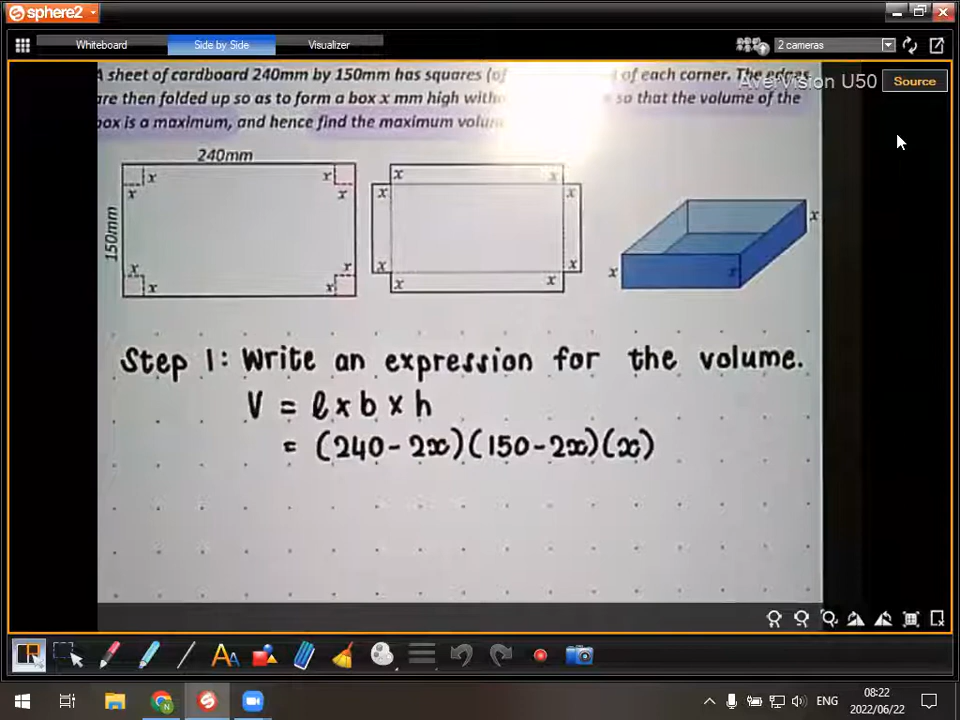 sphere2
Whiteboard Side by Side Visualizer 2 cameras
A sheet of cardboard 240mm by 150mm has squares (of t of each corner. The
AverVision U50 Source
are then folded up so as to form a box x mm high with so that the volume of the
box is a maximum, and hence find the maximum volum
240mm
150mm
x x x x x x
x x x x x x
x x x x x x x
x x x x
Step 1: Write an expression for the volume.
V = l x b x h
= (240 - 2x)(150 - 2x)(x)
ENG 08:22
2022/06/22